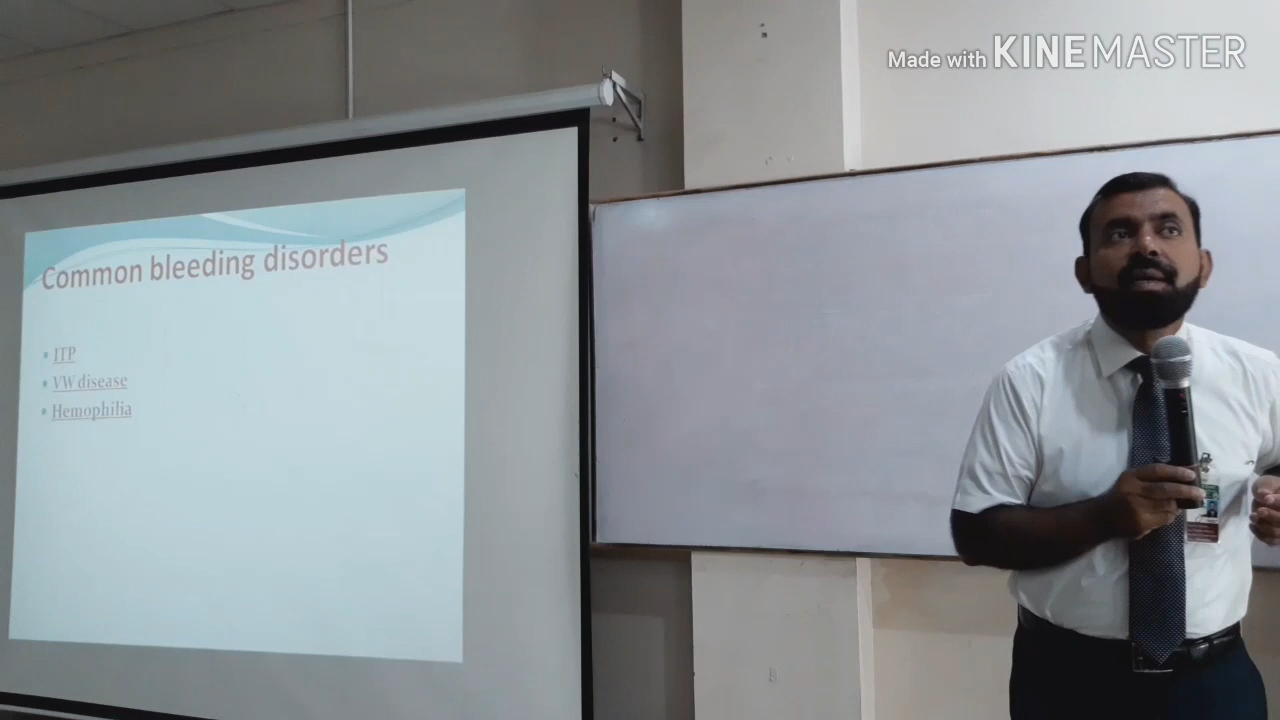 Made with KINEMASTER
Common bleeding disorders
ITP
VW disease
Hemophilia